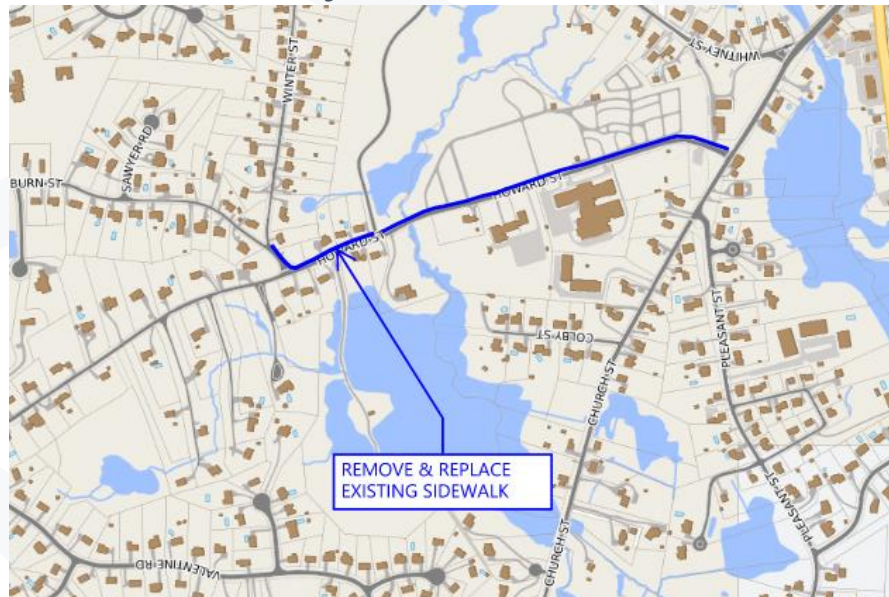 WHITNEY ST
WINTER ST
SAWYER RD
BURN ST
HOWARD ST
HOWARD ST
COLBY ST
PLEASANT ST
CHURCH ST
REMOVE & REPLACE
EXISTING SIDEWALK
PLEASANT ST
CHURCH ST
VALENTINE RD